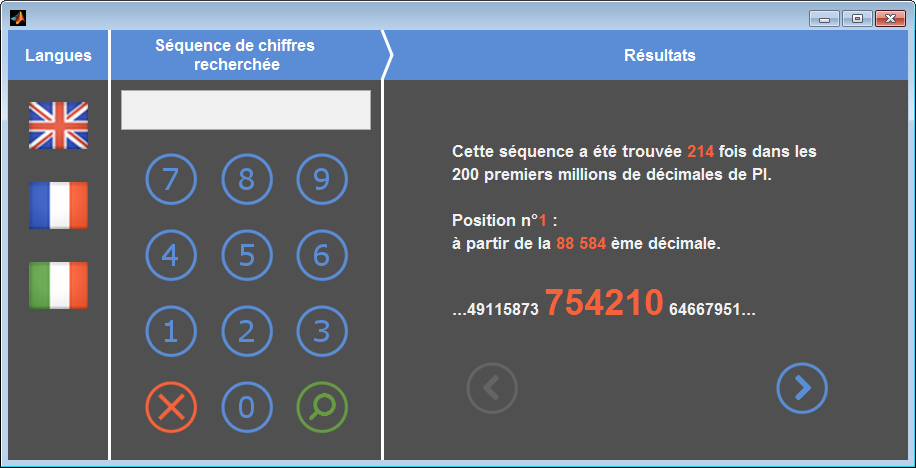 Langues
Séquence de chiffres
recherchée
Résultats
7 8 9
4 5 6
1 2 3
0
Cette séquence a été trouvée 214 fois dans les
200 premiers millions de décimales de PI.
Position n°1 :
à partir de la 88 584 ème décimale.
...49115873 754210 64667951...